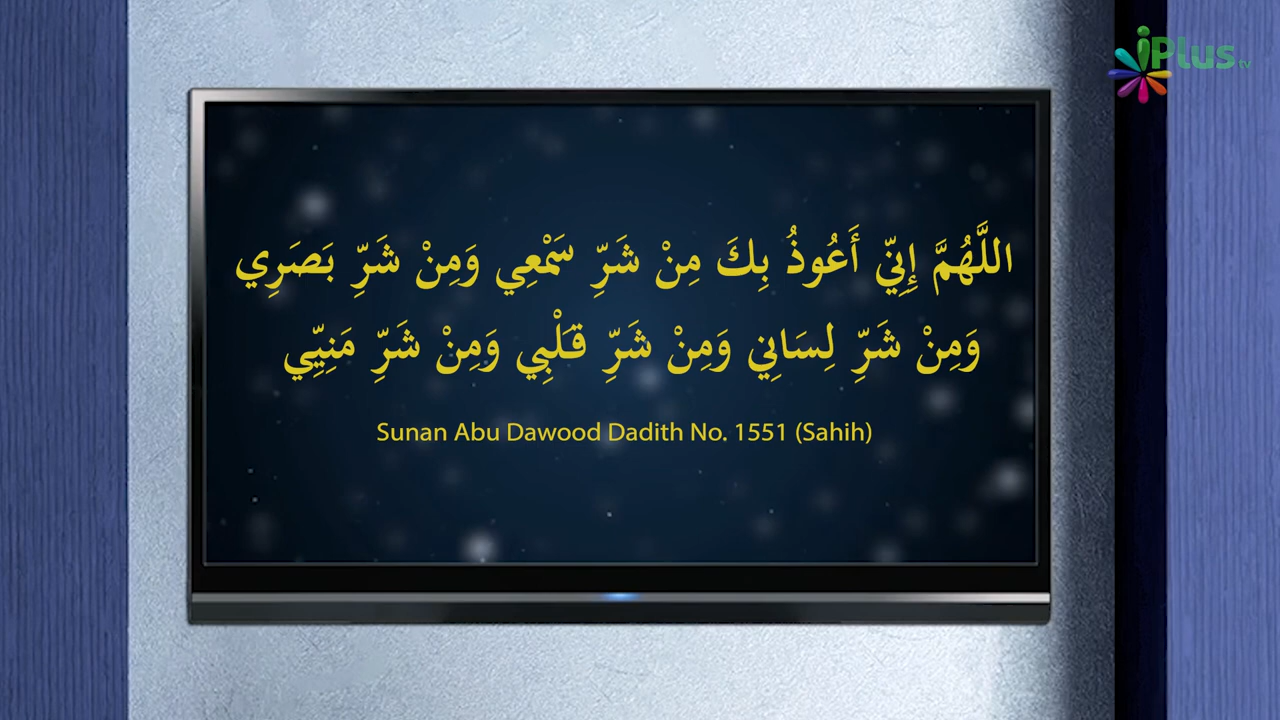 iPlus tv
اللَّهُمَّ إِنِّي أَعُوذُ بِكَ مِنْ شَرِّ سَمْعِي وَمِنْ شَرِّ بَصَرِي
وَمِنْ شَرِّ لِسَانِي وَمِنْ شَرِّ قَلْبِي وَمِنْ شَرِّ مَنِيِّي
Sunan Abu Dawood Dadith No. 1551 (Sahih)